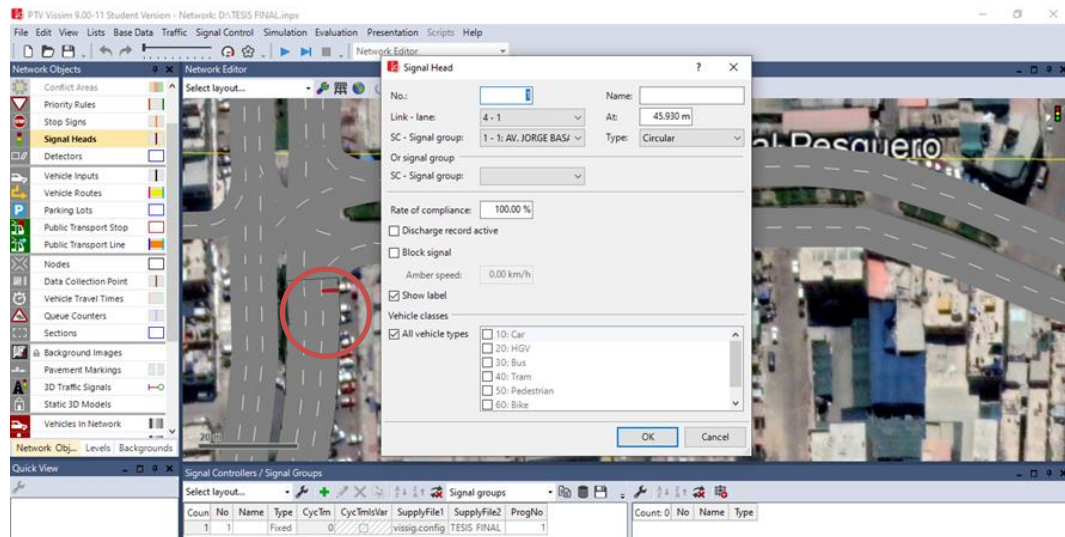 PTV Vissim 9.00-11 Student Version - Network: D:\TESIS FINAL.inpx
File Edit View Lists Base Data Traffic Signal Control Simulation Evaluation Presentation Scripts Help
Network Editor
Network Objects
Network Editor
Select layout...
Conflict Areas
Priority Rules
Stop Signs
Signal Heads
Detectors
Vehicle Inputs
Vehicle Routes
Parking Lots
Public Transport Stop
Public Transport Line
Nodes
Data Collection Point
Vehicle Travel Times
Queue Counters
Sections
Background Images
Pavement Markings
3D Traffic Signals
Static 3D Models
Vehicles In Network
Network Obj... Levels Backgrounds
20 m
al Pesquero
Signal Head
No.: 1 Name:
Link - lane: 4 - 1 At: 45.930 m
SC - Signal group: 1 - 1: AV. JORGE BASA Type: Circular
Or signal group
SC - Signal group:
Rate of compliance: 100.00 %
Discharge record active
Block signal
Amber speed: 0.00 km/h
Show label
Vehicle classes
All vehicle types
10: Car
20: HGV
30: Bus
40: Tram
50: Pedestrian
60: Bike
OK Cancel
Quick View
Signal Controllers / Signal Groups
Select layout... Signal groups
Coun No Name Type CycTm CycTmIsVar SupplyFile1 SupplyFile2 ProgNo
1 1 Fixed 0 vissig.config TESIS FINAL 1
Count: 0 No Name Type